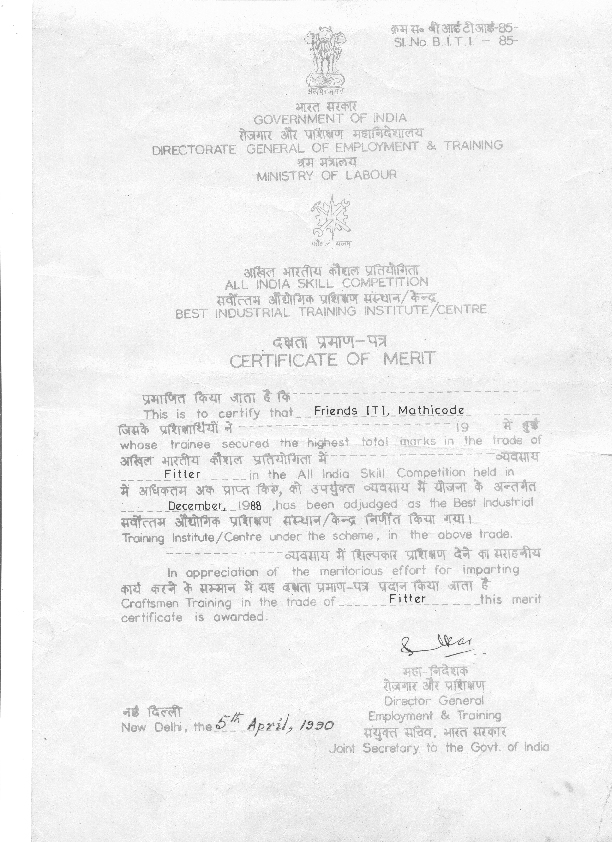 क्रम स० बी आई टी आई-85-
SI.No B.I.T.I - 85-
भारत सरकार
GOVERNMENT OF INDIA
रोजगार और प्रशिक्षण महानिदेशालय
DIRECTORATE GENERAL OF EMPLOYMENT & TRAINING
श्रम मंत्रालय
MINISTRY OF LABOUR
अखिल भारतीय कौशल प्रतियोगिता
ALL INDIA SKILL COMPETITION
सर्वोत्तम औद्योगिक प्रशिक्षण संस्थान/केन्द्र
BEST INDUSTRIAL TRAINING INSTITUTE/CENTRE
दक्षता प्रमाण-पत्र
CERTIFICATE OF MERIT
प्रमाणित किया जाता है कि
This is to certify that Friends ITI, Mathicode
जिसके प्रशिक्षार्थियों ने 19 में हुई
whose trainee secured the highest total marks in the trade of
अखिल भारतीय कौशल प्रतियोगिता में व्यवसाय
Fitter in the All India Skill Competition held in
में अधिकतम अंक प्राप्त किए, को उपर्युक्त व्यवसाय में योजना के अन्तर्गत
December, 1988 ,has been adjudged as the Best Industrial
सर्वोत्तम औद्योगिक प्रशिक्षण संस्थान/केन्द्र निर्णीत किया गया।
Training Institute/Centre under the scheme, in the above trade.
व्यवसाय में शिल्पकार प्रशिक्षण देने का सराहनीय
In appreciation of the meritorious effort for imparting
कार्य करने के सम्मान में यह दक्षता प्रमाण-पत्र प्रदान किया जाता है
Craftsmen Training in the trade of Fitter this merit
certificate is awarded.
महा-निदेशक
रोजगार और प्रशिक्षण
Director General
नई दिल्ली
Employment & Training
New Delhi, the 5th April, 1990
संयुक्त सचिव, भारत सरकार
Joint Secretary to the Govt. of India